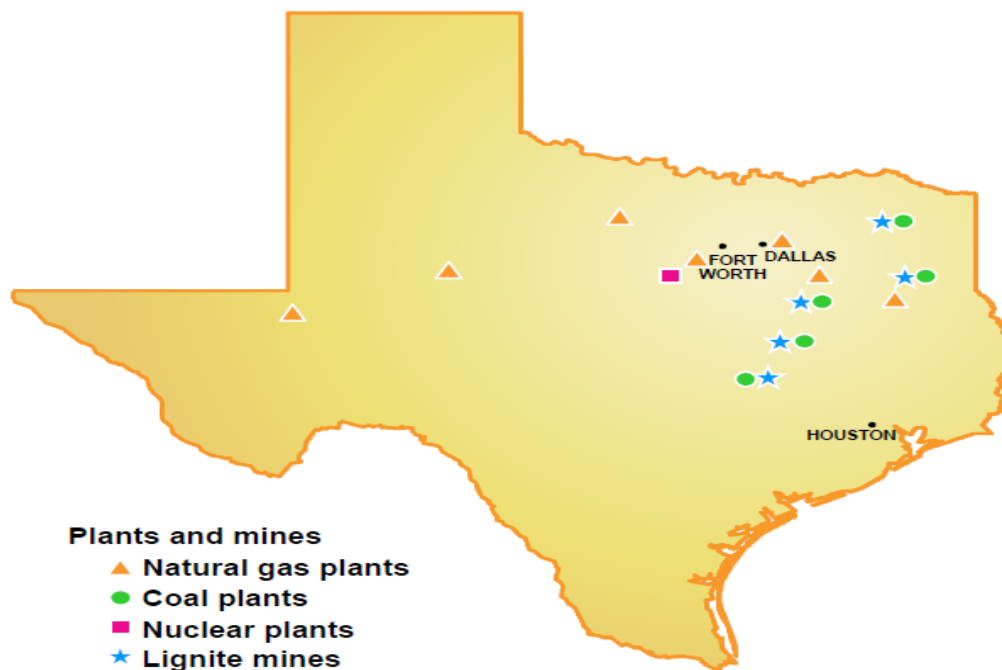 FORT
WORTH
DALLAS
HOUSTON
Plants and mines
Natural gas plants
Coal plants
Nuclear plants
Lignite mines